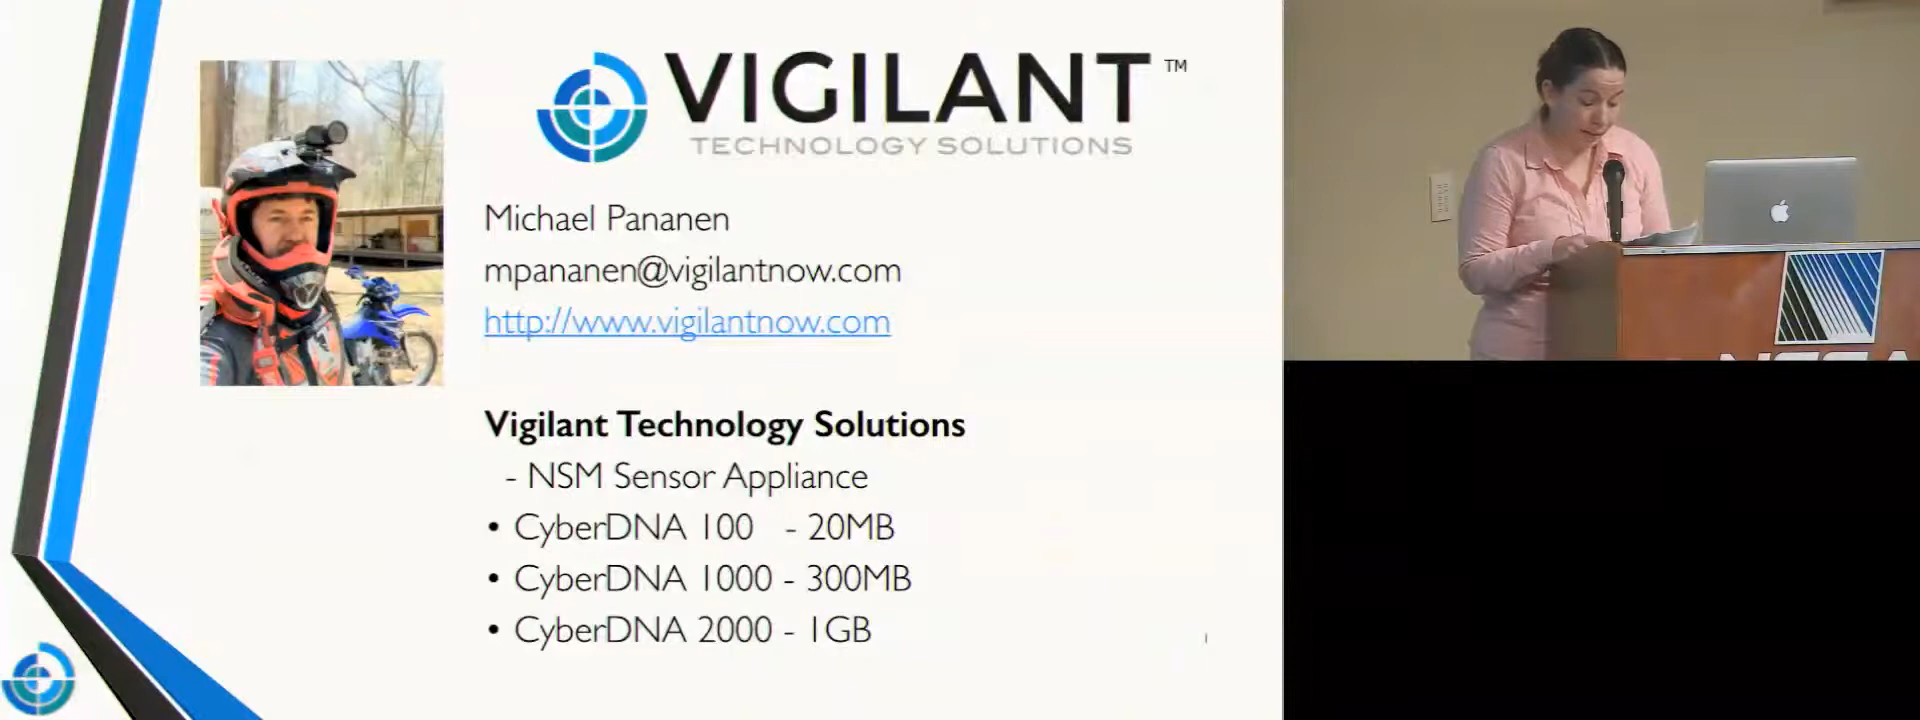 VIGILANT™
TECHNOLOGY SOLUTIONS
Michael Pananen
mpananen@vigilantnow.com
http://www.vigilantnow.com
Vigilant Technology Solutions
- NSM Sensor Appliance
• CyberDNA 100 - 20MB
• CyberDNA 1000 - 300MB
• CyberDNA 2000 - 1GB